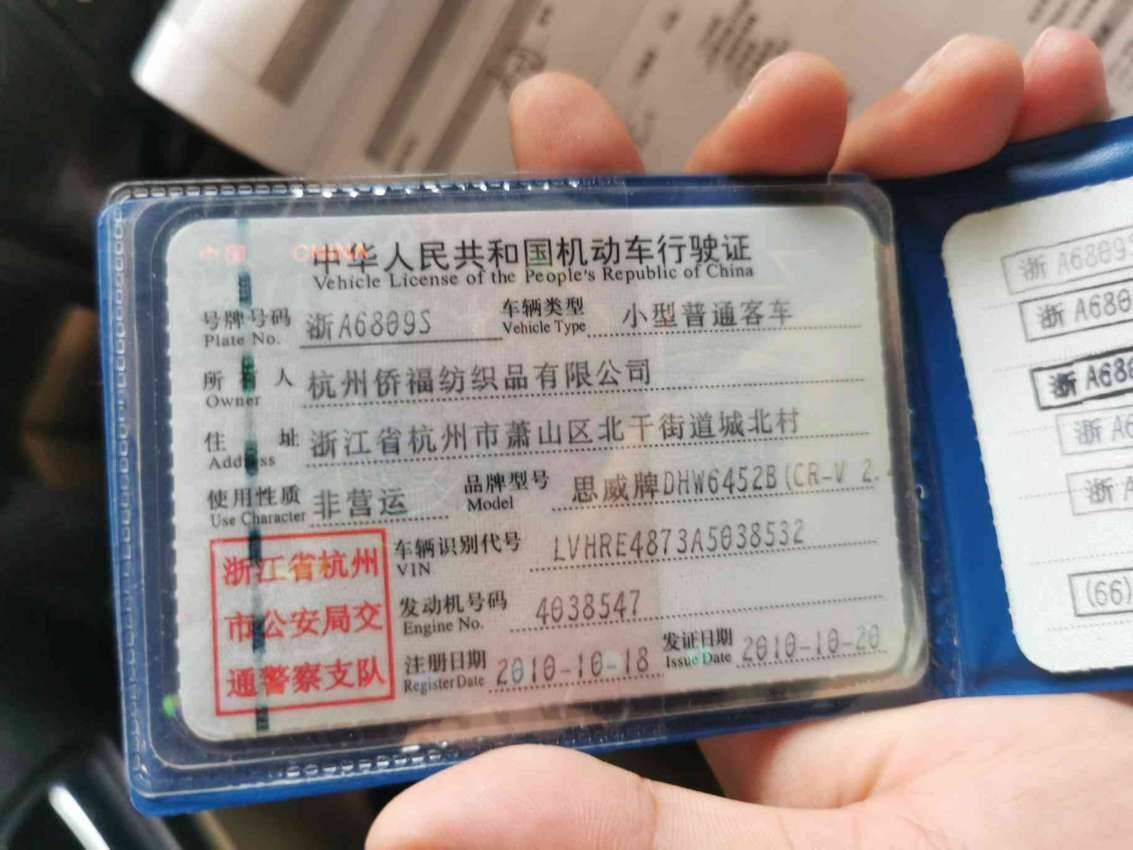 中国 CHINA
中华人民共和国机动车行驶证
Vehicle License of the People's Republic of China
号牌号码 浙A6809S 车辆类型 小型普通客车
Plate No. Vehicle Type
所有人 杭州侨福纺织品有限公司
Owner
住址 浙江省杭州市萧山区北干街道城北村
Address
使用性质 非营运 品牌型号 思威牌DHW6452B(CR-V 2.
Use Character Model
浙江省杭州
市公安局交
通警察支队
车辆识别代号 LVHRE4873A5038532
VIN
发动机号码 4038547
Engine No.
注册日期 2010-10-18 发证日期 2010-10-20
Register Date Issue Date
浙A6809S
浙A680
浙A680
浙A6
浙A
(66)